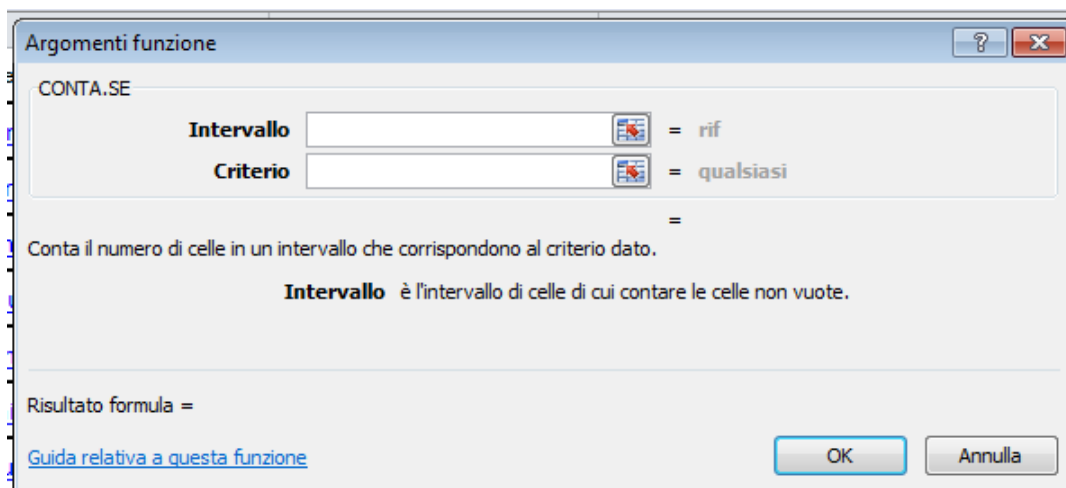 Argomenti funzione
CONTA.SE
Intervallo = rif
Criterio = qualsiasi
=
Conta il numero di celle in un intervallo che corrispondono al criterio dato.
Intervallo è l'intervallo di celle di cui contare le celle non vuote.
Risultato formula =
Guida relativa a questa funzione
OK Annulla